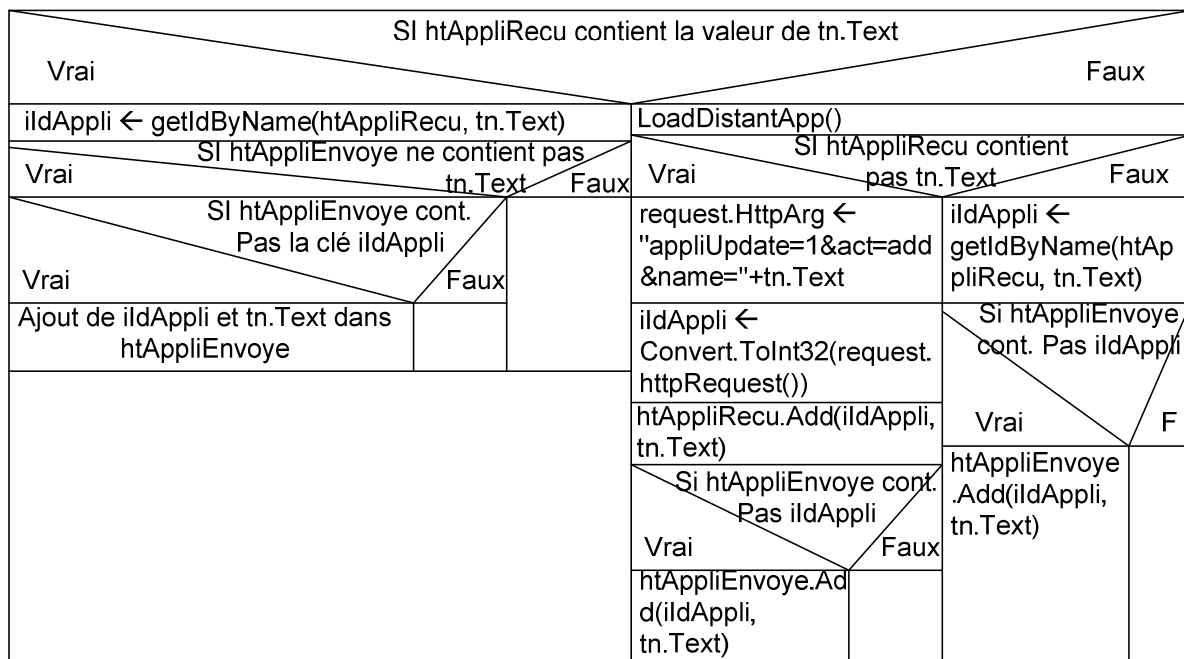 SI htAppliRecu contient la valeur de tn.Text
Vrai
Faux
iIdAppli ← getIdByName(htAppliRecu, tn.Text)
SI htAppliEnvoye ne contient pas
tn.Text
Vrai
Faux
SI htAppliEnvoye cont.
Pas la clé iIdAppli
Vrai
Faux
Ajout de iIdAppli et tn.Text dans
htAppliEnvoye
LoadDistantApp()
SI htAppliRecu contient
pas tn.Text
Vrai
Faux
request.HttpArg ←
"appliUpdate=1&act=add
&name="+tn.Text
iIdAppli ←
Convert.ToInt32(request.
httpRequest())
htAppliRecu.Add(iIdAppli,
tn.Text)
Si htAppliEnvoye cont.
Pas iIdAppli
Vrai
Faux
htAppliEnvoye.Ad
d(iIdAppli,
tn.Text)
iIdAppli ←
getIdByName(htAp
pliRecu, tn.Text)
Si htAppliEnvoye
cont. Pas iIdAppli
Vrai
F
htAppliEnvoye
.Add(iIdAppli,
tn.Text)